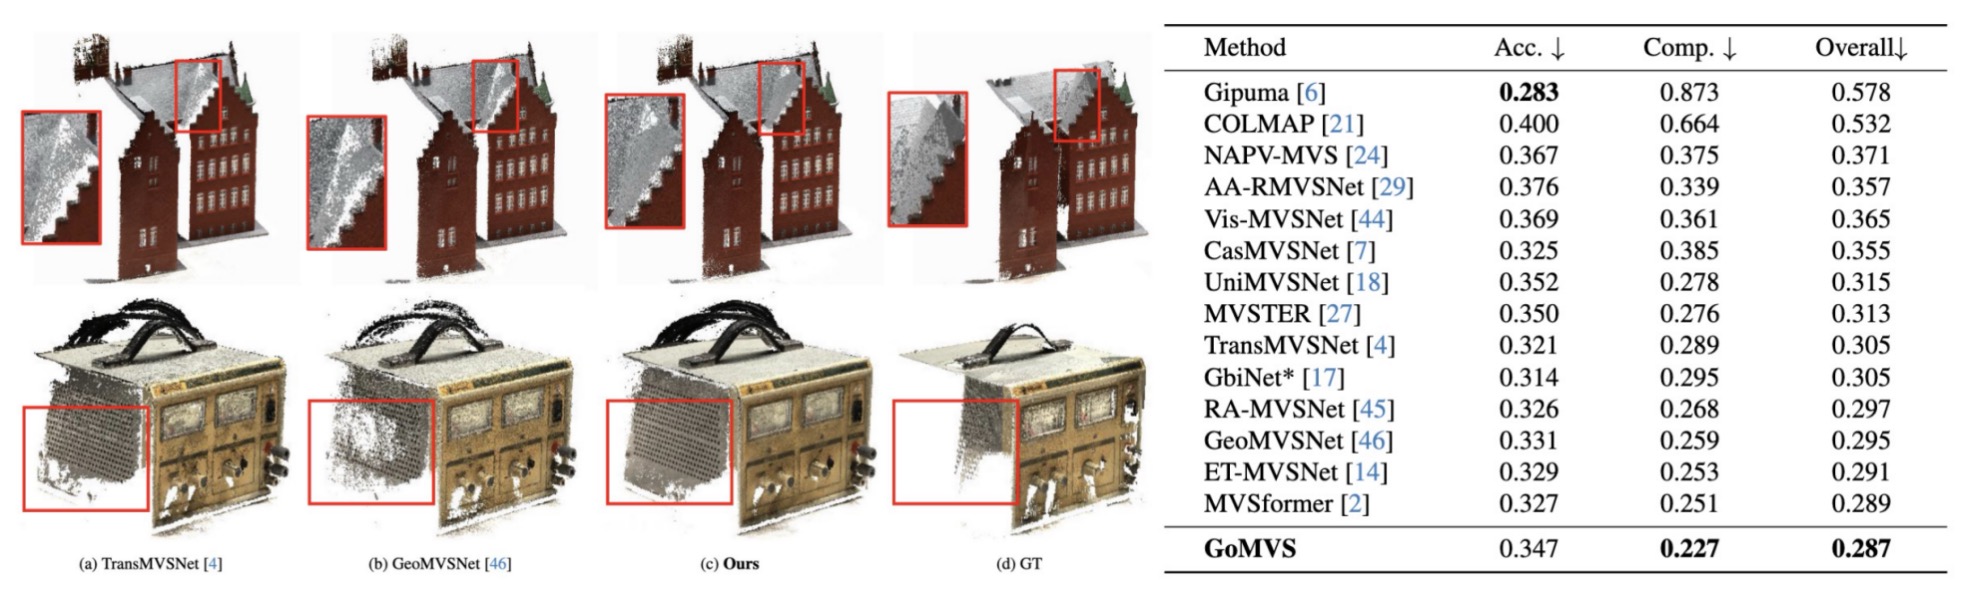 (a) TransMVSNet [4]
(b) GeoMVSNet [46]
(c) Ours
(d) GT
Method Acc. ↓ Comp. ↓ Overall↓
Gipuma [6] 0.283 0.873 0.578
COLMAP [21] 0.400 0.664 0.532
NAPV-MVS [24] 0.367 0.375 0.371
AA-RMVSNet [29] 0.376 0.339 0.357
Vis-MVSNet [44] 0.369 0.361 0.365
CasMVSNet [7] 0.325 0.385 0.355
UniMVSNet [18] 0.352 0.278 0.315
MVSTER [27] 0.350 0.276 0.313
TransMVSNet [4] 0.321 0.289 0.305
GbiNet* [17] 0.314 0.295 0.305
RA-MVSNet [45] 0.326 0.268 0.297
GeoMVSNet [46] 0.331 0.259 0.295
ET-MVSNet [14] 0.329 0.253 0.291
MVSformer [2] 0.327 0.251 0.289
GoMVS 0.347 0.227 0.287